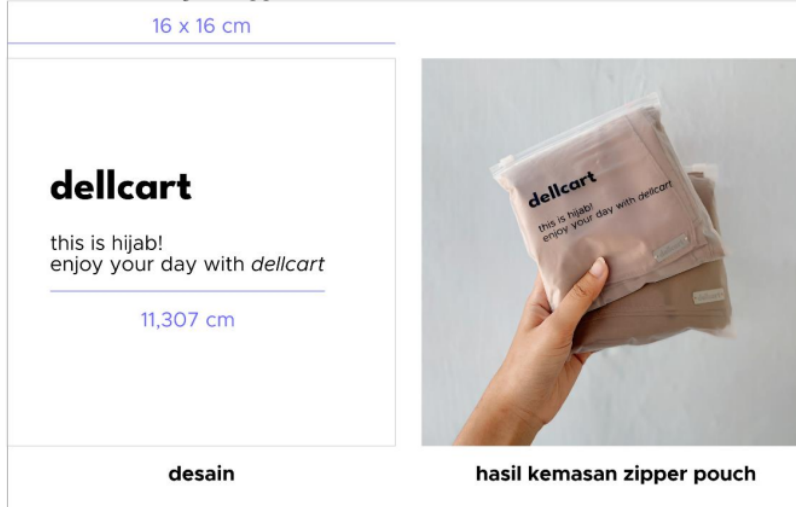 16 x 16 cm
dellcart
this is hijab!
enjoy your day with dellcart
11,307 cm
desain
dellcart
this is hijab!
enjoy your day with dellcart
hasil kemasan zipper pouch